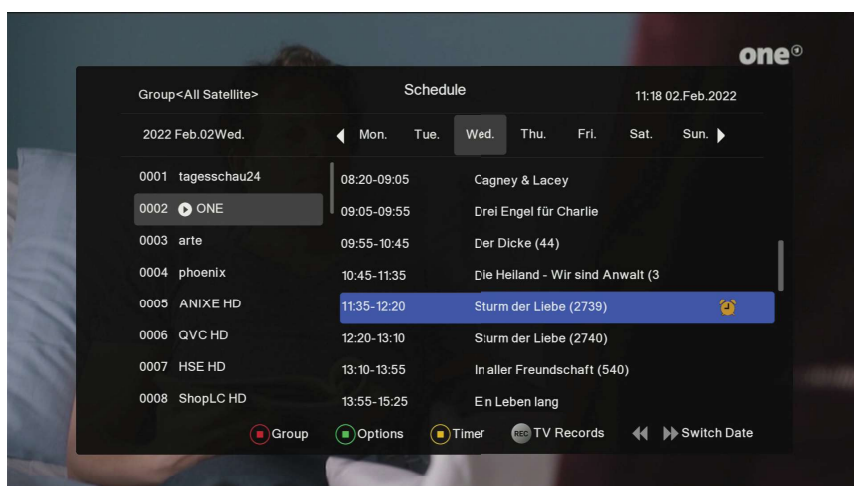 one
Group<All Satellite> Schedule 11:18 02.Feb.2022
2022 Feb.02Wed. Mon. Tue. Wed. Thu. Fri. Sat. Sun.
0001 tagesschau24
0002 ONE
0003 arte
0004 phoenix
0005 ANIXE HD
0006 QVC HD
0007 HSE HD
0008 ShopLC HD
08:20-09:05 Cagney & Lacey
09:05-09:55 Drei Engel für Charlie
09:55-10:45 Der Dicke (44)
10:45-11:35 Die Heiland - Wir sind Anwalt (3
11:35-12:20 Sturm der Liebe (2739)
12:20-13:10 Sturm der Liebe (2740)
13:10-13:55 In aller Freundschaft (540)
13:55-15:25 Ein Leben lang
Group Options Timer REC TV Records Switch Date